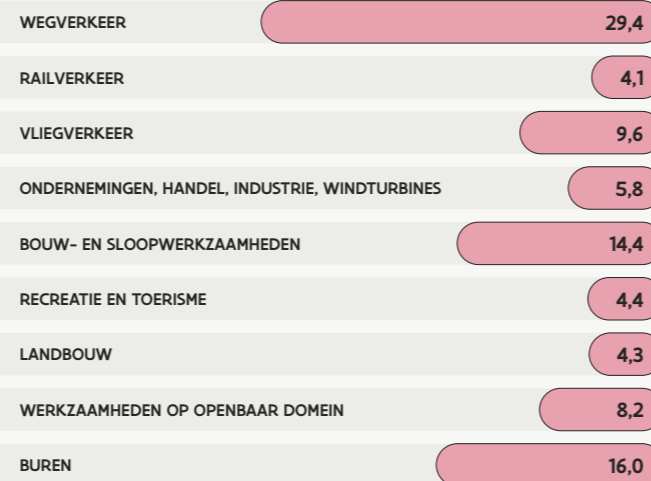 WEGVERKEER 29,4
RAILVERKEER 4,1
VLIEGVERKEER 9,6
ONDERNEMINGEN, HANDEL, INDUSTRIE, WINDTURBINES 5,8
BOUW- EN SLOOPWERKZAAMHEDEN 14,4
RECREATIE EN TOERISME 4,4
LANDBOUW 4,3
WERKZAAMHEDEN OP OPENBAAR DOMEIN 8,2
BUREN 16,0